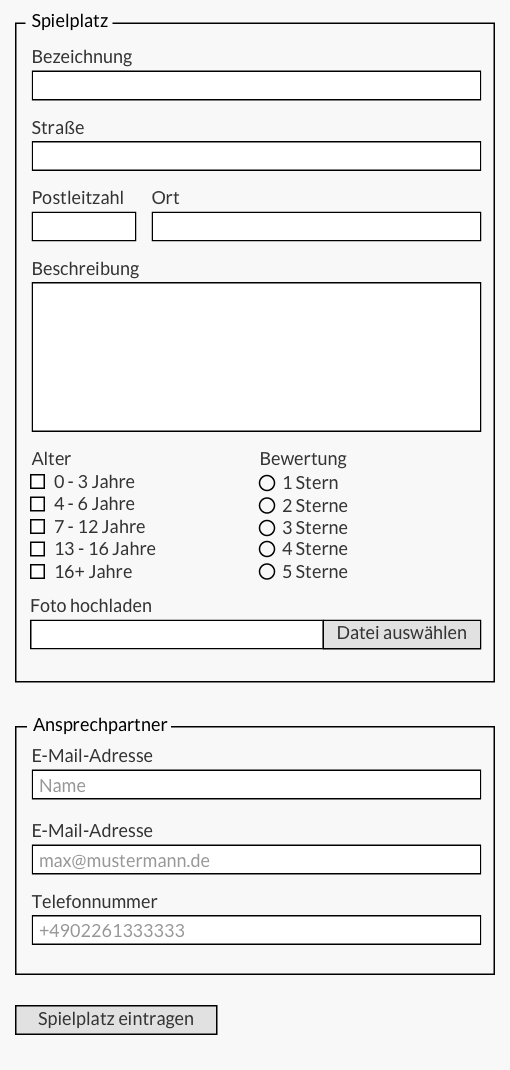 Spielplatz
Bezeichnung
Straße
Postleitzahl Ort
Beschreibung
Alter
0 - 3 Jahre
4 - 6 Jahre
7 - 12 Jahre
13 - 16 Jahre
16+ Jahre
Bewertung
1 Stern
2 Sterne
3 Sterne
4 Sterne
5 Sterne
Foto hochladen
Datei auswählen
Ansprechpartner
E-Mail-Adresse
Name
E-Mail-Adresse
max@mustermann.de
Telefonnummer
+4902261333333
Spielplatz eintragen